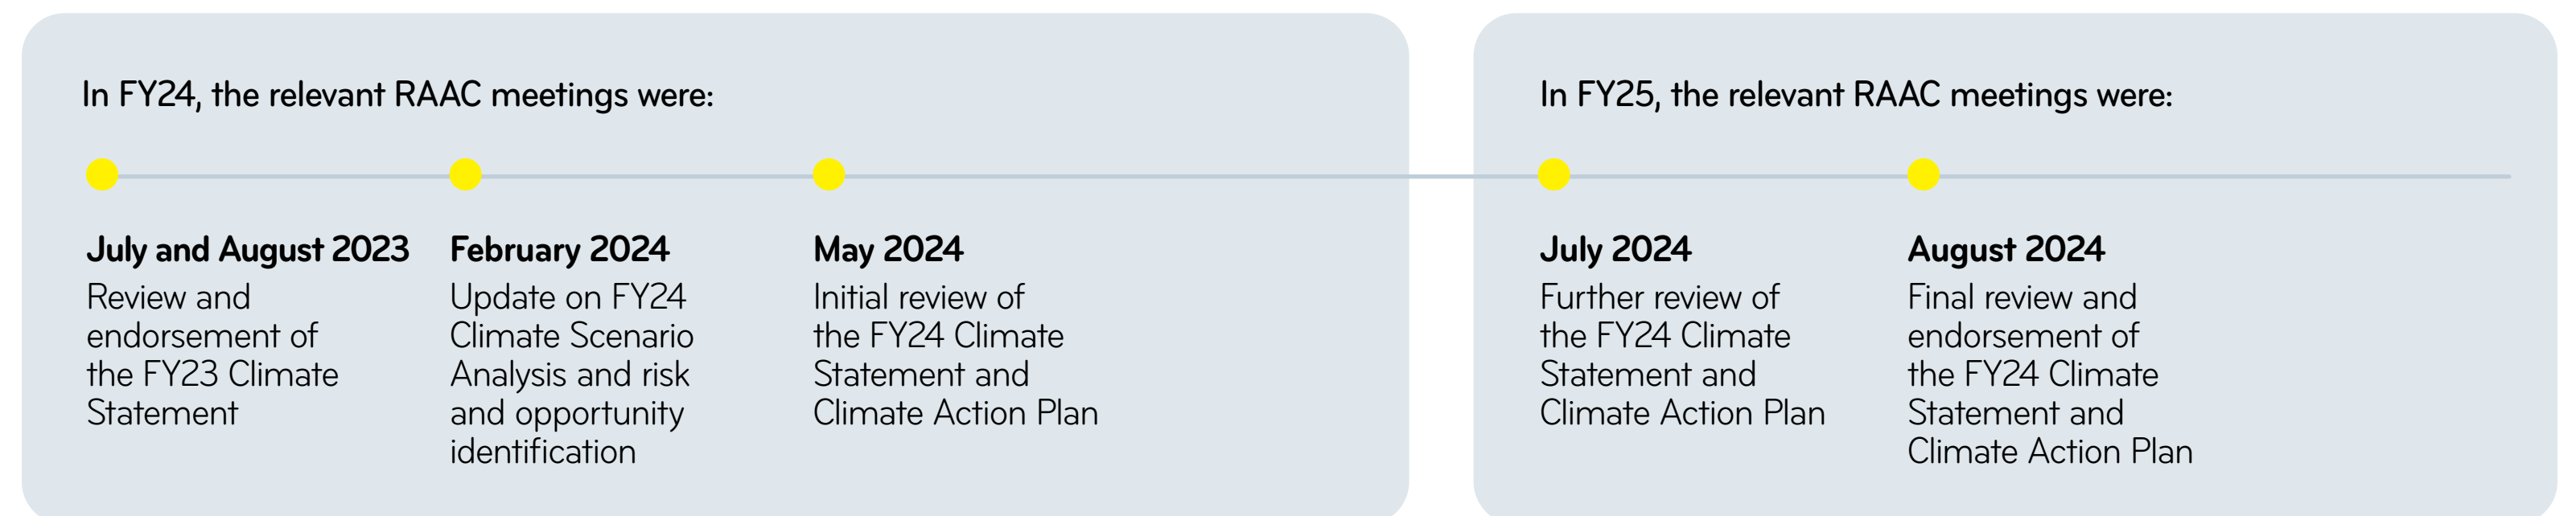 In FY24, the relevant RAAC meetings were:
July and August 2023
Review and
endorsement of
the FY23 Climate
Statement
February 2024
Update on FY24
Climate Scenario
Analysis and risk
and opportunity
identification
May 2024
Initial review of
the FY24 Climate
Statement and
Climate Action Plan
In FY25, the relevant RAAC meetings were:
July 2024
Further review of
the FY24 Climate
Statement and
Climate Action Plan
August 2024
Final review and
endorsement of
the FY24 Climate
Statement and
Climate Action Plan